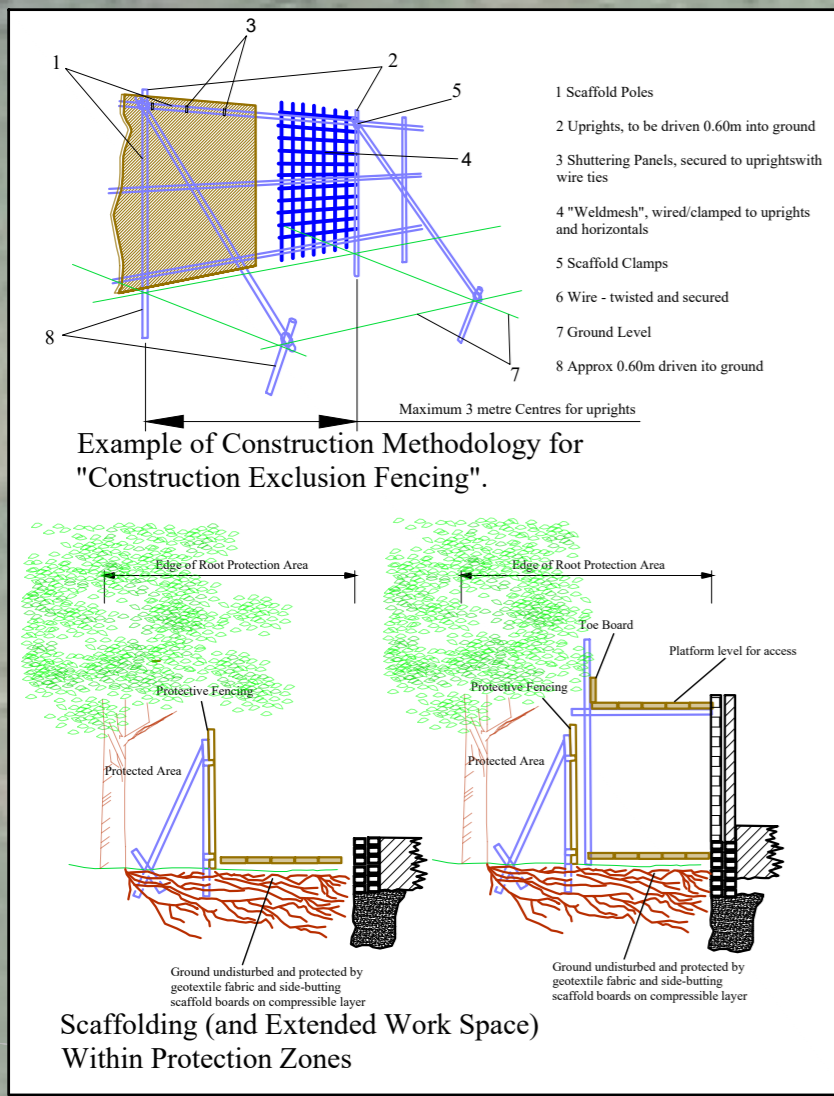 3
1
2
5
4
8
7
1 Scaffold Poles
2 Uprights, to be driven 0.60m into ground
3 Shuttering Panels, secured to uprightswith
wire ties
4 "Weldmesh", wired/clamped to uprights
and horizontals
5 Scaffold Clamps
6 Wire - twisted and secured
7 Ground Level
8 Approx 0.60m driven ito ground
Maximum 3 metre Centres for uprights
Example of Construction Methodology for
"Construction Exclusion Fencing".
Edge of Root Protection Area
Protective Fencing
Protected Area
Ground undisturbed and protected by
geotextile fabric and side-butting
scaffold boards on compressible layer
Edge of Root Protection Area
Toe Board
Platform level for access
Protective Fencing
Protected Area
Ground undisturbed and protected by
geotextile fabric and side-butting
scaffold boards on compressible layer
Scaffolding (and Extended Work Space)
Within Protection Zones